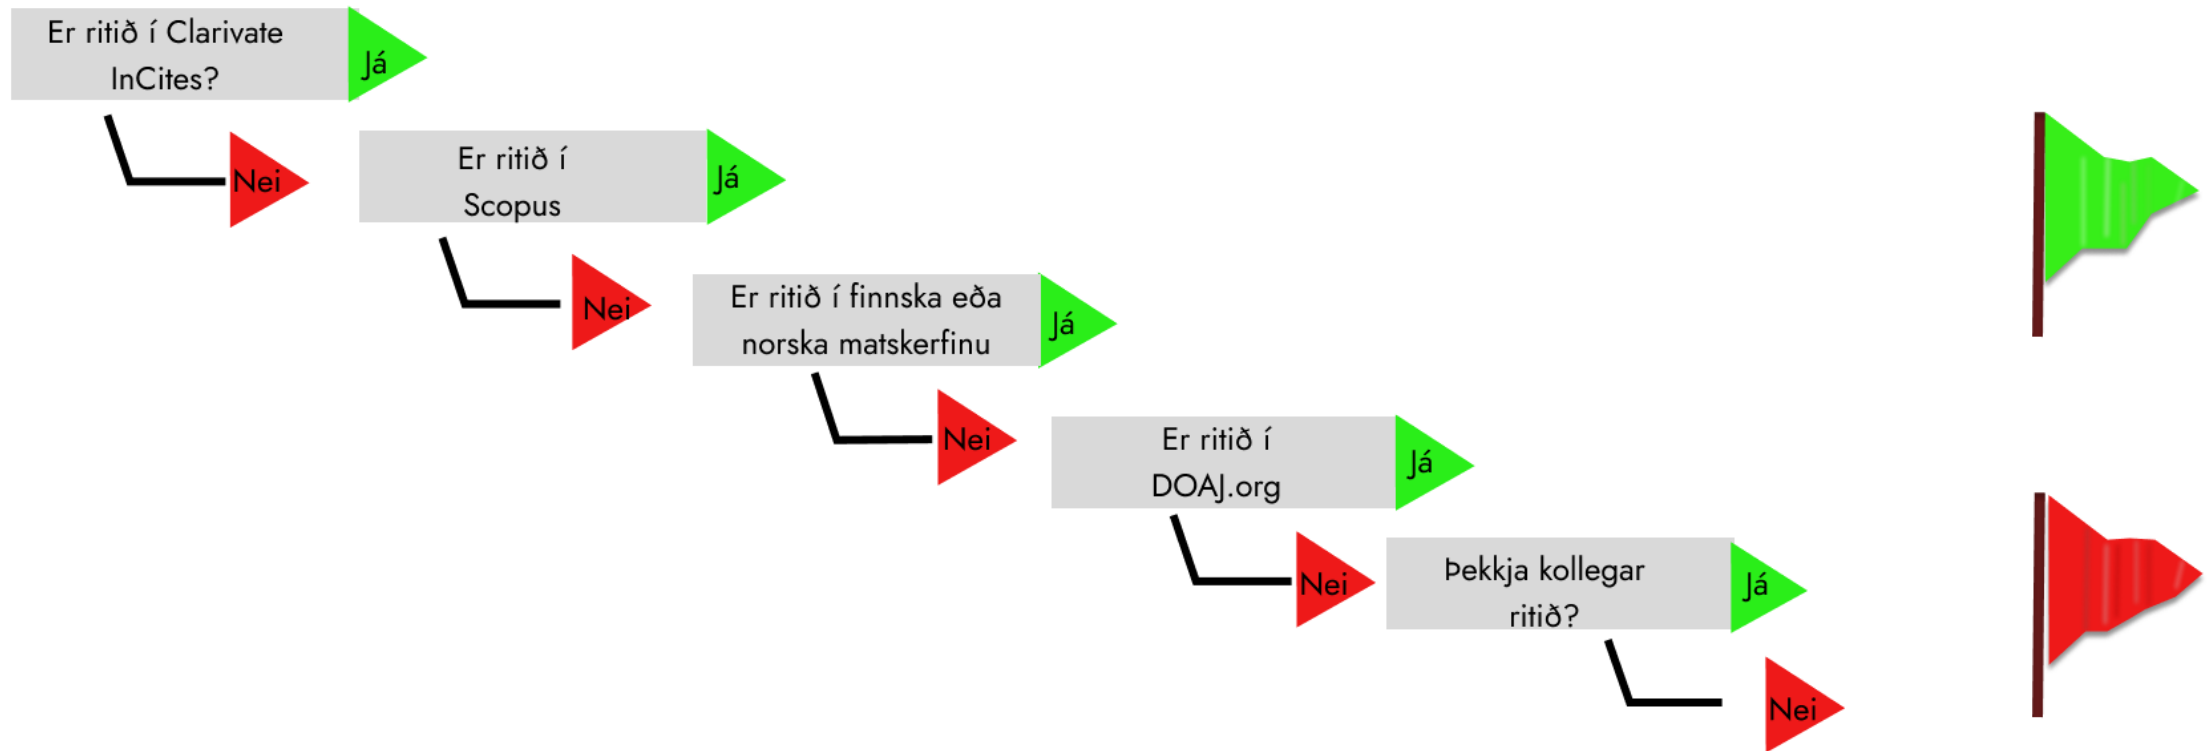 Er ritið í Clarivate
InCites?
Já
Nei
Er ritið í
Scopus
Já
Nei
Er ritið í finnska eða
norska matskerfinu
Já
Nei
Er ritið í
DOAJ.org
Já
Nei
Þekkja kollegar
ritið?
Já
Nei